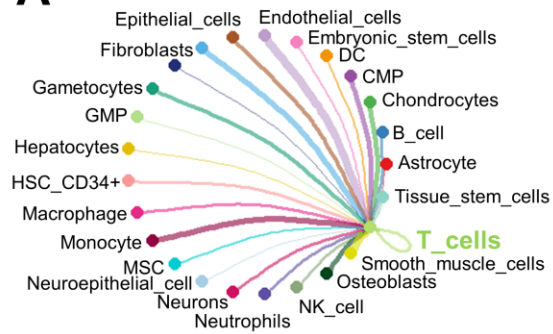 A
Epithelial_cells
Endothelial_cells
Fibroblasts
Embryonic_stem_cells
DC
Gametocytes
CMP
GMP
Chondrocytes
Hepatocytes
B_cell
HSC_CD34+
Astrocyte
Macrophage
Tissue_stem_cells
Monocyte
T_cells
MSC
Smooth_muscle_cells
Neuroepithelial_cell
Osteoblasts
Neurons
NK_cell
Neutrophils